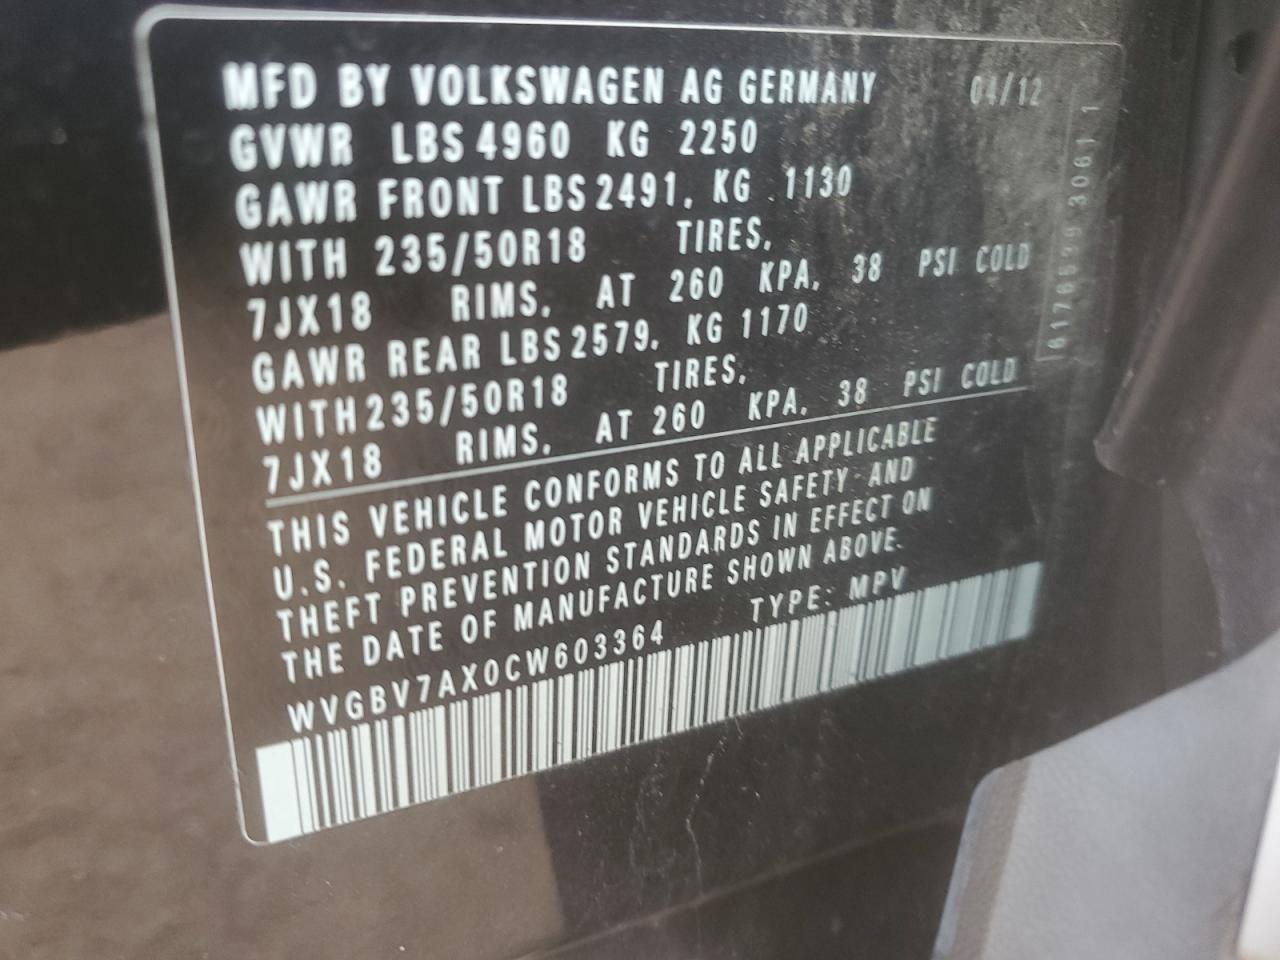 MFD BY VOLKSWAGEN AG GERMANY 04/12
GVWR LBS 4960 KG 2250
GAWR FRONT LBS 2491, KG 1130
WITH 235/50R18 TIRES,
7JX18 RIMS, AT 260 KPA, 38 PSI COLD
GAWR REAR LBS 2579, KG 1170
WITH 235/50R18 TIRES,
7JX18 RIMS, AT 260 KPA, 38 PSI COLD
THIS VEHICLE CONFORMS TO ALL APPLICABLE
U.S. FEDERAL MOTOR VEHICLE SAFETY AND
THEFT PREVENTION STANDARDS IN EFFECT ON
THE DATE OF MANUFACTURE SHOWN ABOVE.
WVGBV7AX0CW603364 TYPE: MPV